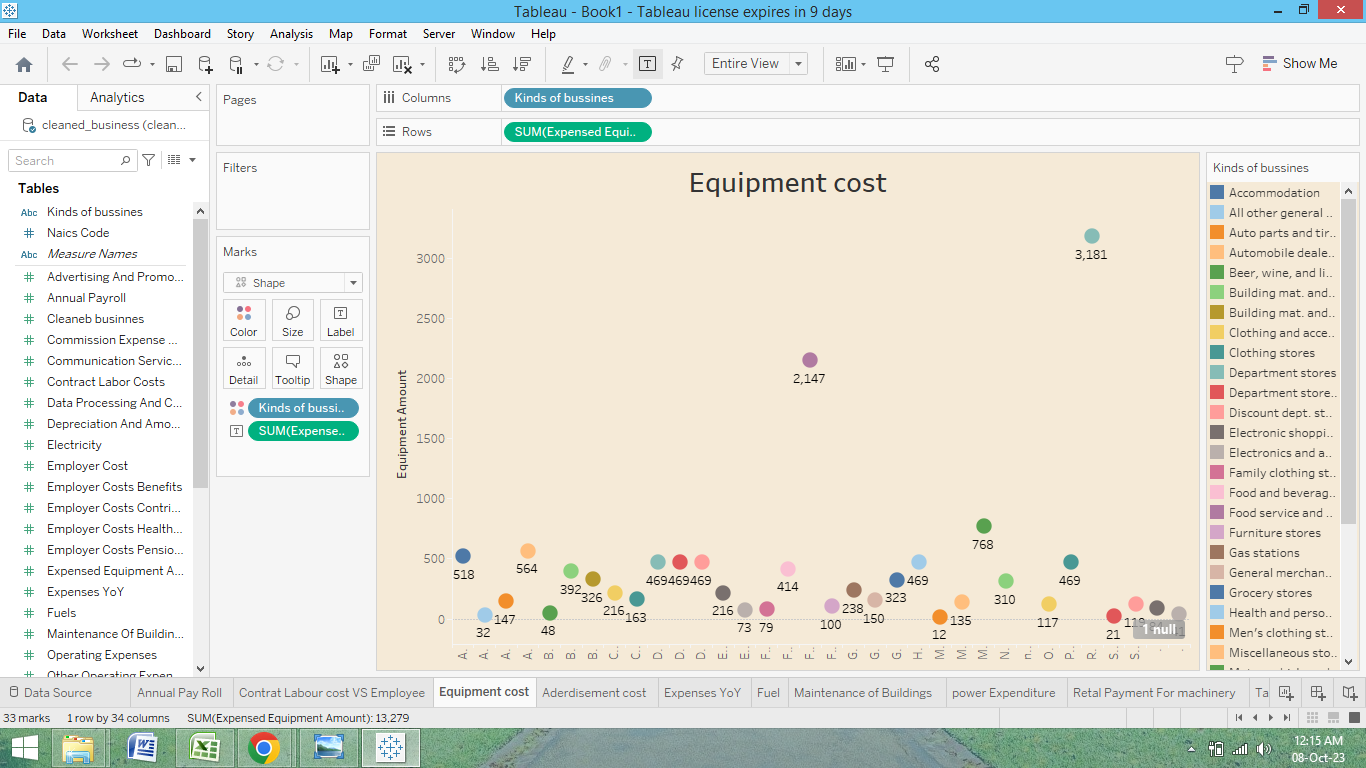 Tableau - Book1 - Tableau license expires in 9 days
File Data Worksheet Dashboard Story Analysis Map Format Server Window Help
Entire View
Show Me
Data Analytics
cleaned_business (clean...
Search
Tables
Abc Kinds of bussines
# Naics Code
Abc Measure Names
# Advertising And Promo...
# Annual Payroll
# Cleaneb businnes
# Commission Expense ...
# Communication Servic...
# Contract Labor Costs
# Data Processing And C...
# Depreciation And Amo...
# Electricity
# Employer Cost
# Employer Costs Benefits
# Employer Costs Contri...
# Employer Costs Health...
# Employer Costs Pensio...
# Expensed Equipment A...
# Expenses YoY
# Fuels
# Maintenance Of Buildin...
# Operating Expenses
Pages
Filters
Marks
Shape
Color Size Label
Detail Tooltip Shape
Kinds of bussi..
SUM(Expense..
Columns Kinds of bussines
Rows SUM(Expensed Equi..
Equipment cost
Equipment Amount
3000
2500
2000
1500
1000
500
0
3,181
2,147
518
32
147
564
48
392
326
216
163
469
469
469
216
73
79
414
2,147
100
238
150
323
469
12
135
768
310
117
469
21
1 null
A. A. A. A. B. B. B. C. C. D. D. D. E. E. F. F. F. F. G. G. G. H. M. M. M. N. n. O. P. R. S. S.
Kinds of bussines
Accommodation
All other general ..
Auto parts and tir..
Automobile deale..
Beer, wine, and li..
Building mat. and..
Building mat. and..
Clothing and acce..
Clothing stores
Department stores
Department store..
Discount dept. st..
Electronic shoppi..
Electronics and a..
Family clothing st..
Food and beverag..
Food service and ..
Furniture stores
Gas stations
General merchan..
Grocery stores
Health and perso..
Men's clothing st..
Miscellaneous sto..
Data Source Annual Pay Roll Contrat Labour cost VS Employee Equipment cost Aderdisement cost Expenses YoY Fuel Maintenance of Buildings power Expenditure Retal Payment For machinery Ta
33 marks 1 row by 34 columns SUM(Expensed Equipment Amount): 13,279
12:15 AM
08-Oct-23